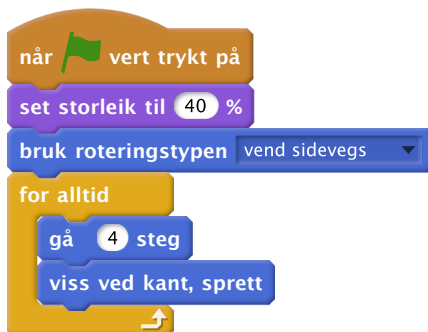 når vert trykt på
set storleik til 40 %
bruk roteringstypen vend sidevegs
for alltid
gå 4 steg
viss ved kant, sprett